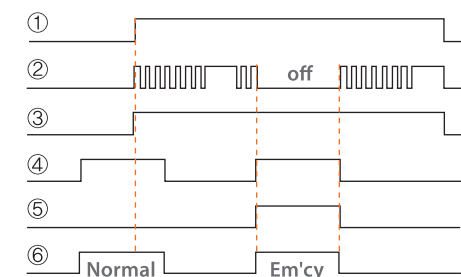 ①
② off
③
④
⑤
⑥ Normal Em'cy